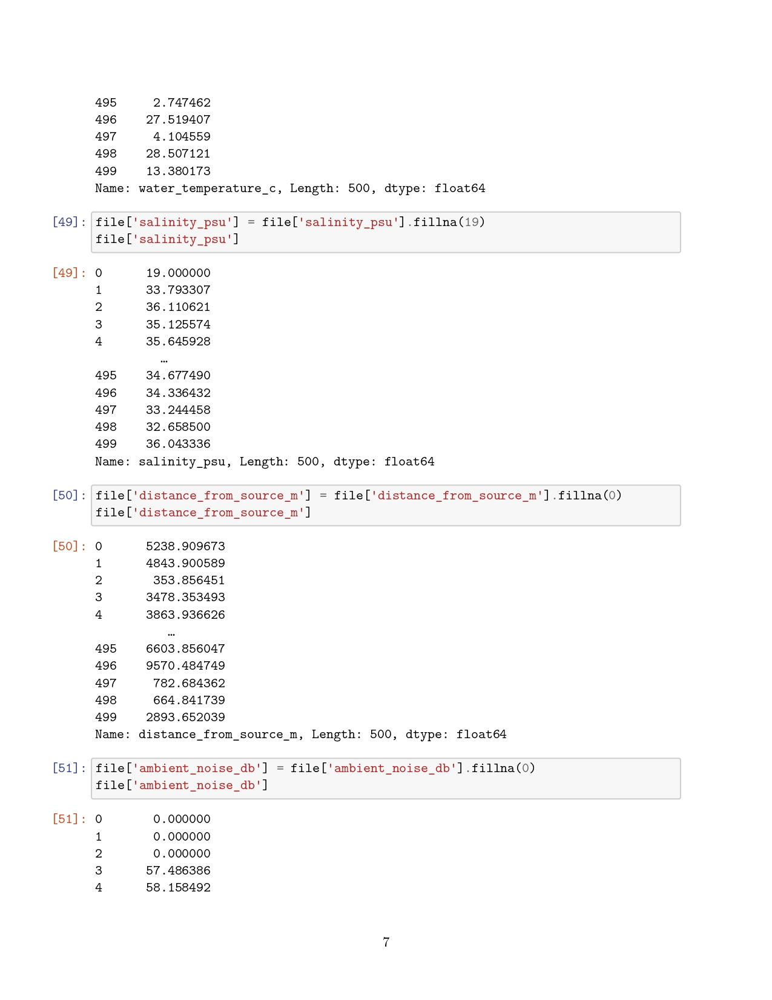 495     2.747462
496    27.519407
497     4.104559
498    28.507121
499    13.380173
Name: water_temperature_c, Length: 500, dtype: float64
[49]: file['salinity_psu'] = file['salinity_psu'].fillna(19)
file['salinity_psu']
[49]: 0      19.000000
1      33.793307
2      36.110621
3      35.125574
4      35.645928
…
495    34.677490
496    34.336432
497    33.244458
498    32.658500
499    36.043336
Name: salinity_psu, Length: 500, dtype: float64
[50]: file['distance_from_source_m'] = file['distance_from_source_m'].fillna(0)
file['distance_from_source_m']
[50]: 0      5238.909673
1      4843.900589
2       353.856451
3      3478.353493
4      3863.936626
…
495    6603.856047
496    9570.484749
497     782.684362
498     664.841739
499    2893.652039
Name: distance_from_source_m, Length: 500, dtype: float64
[51]: file['ambient_noise_db'] = file['ambient_noise_db'].fillna(0)
file['ambient_noise_db']
[51]: 0       0.000000
1       0.000000
2       0.000000
3      57.486386
4      58.158492
7